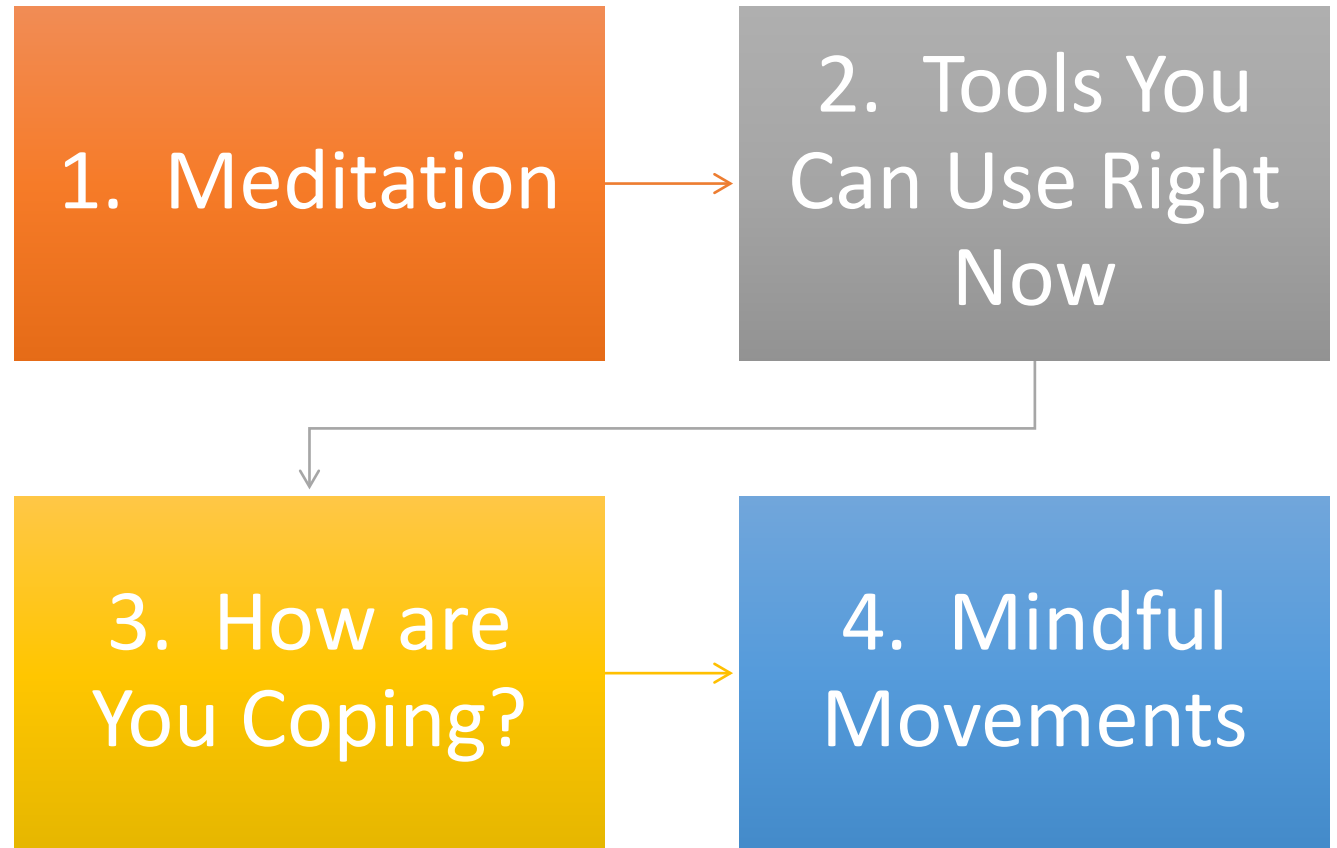 1. Meditation
2. Tools You
Can Use Right
Now
3. How are
You Coping?
4. Mindful
Movements